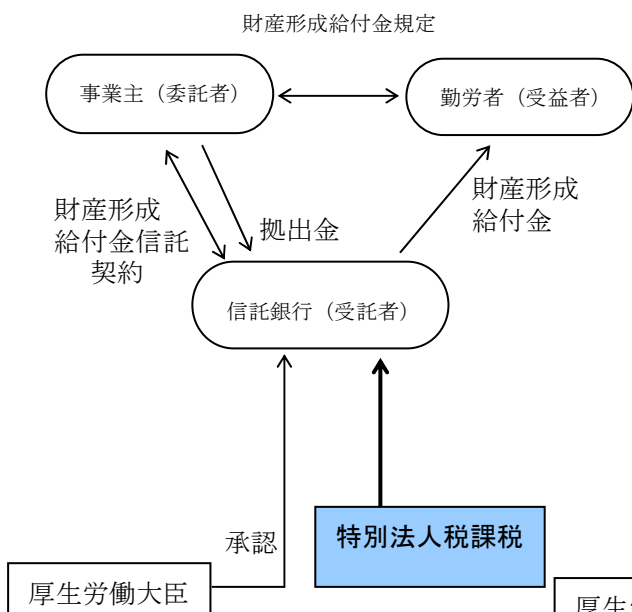 財産形成給付金規定
事業主（委託者）
勤労者（受益者）
財産形成
給付金信託
契約
拠出金
財産形成
給付金
信託銀行（受託者）
承認
特別法人税課税
厚生労働大臣
厚生